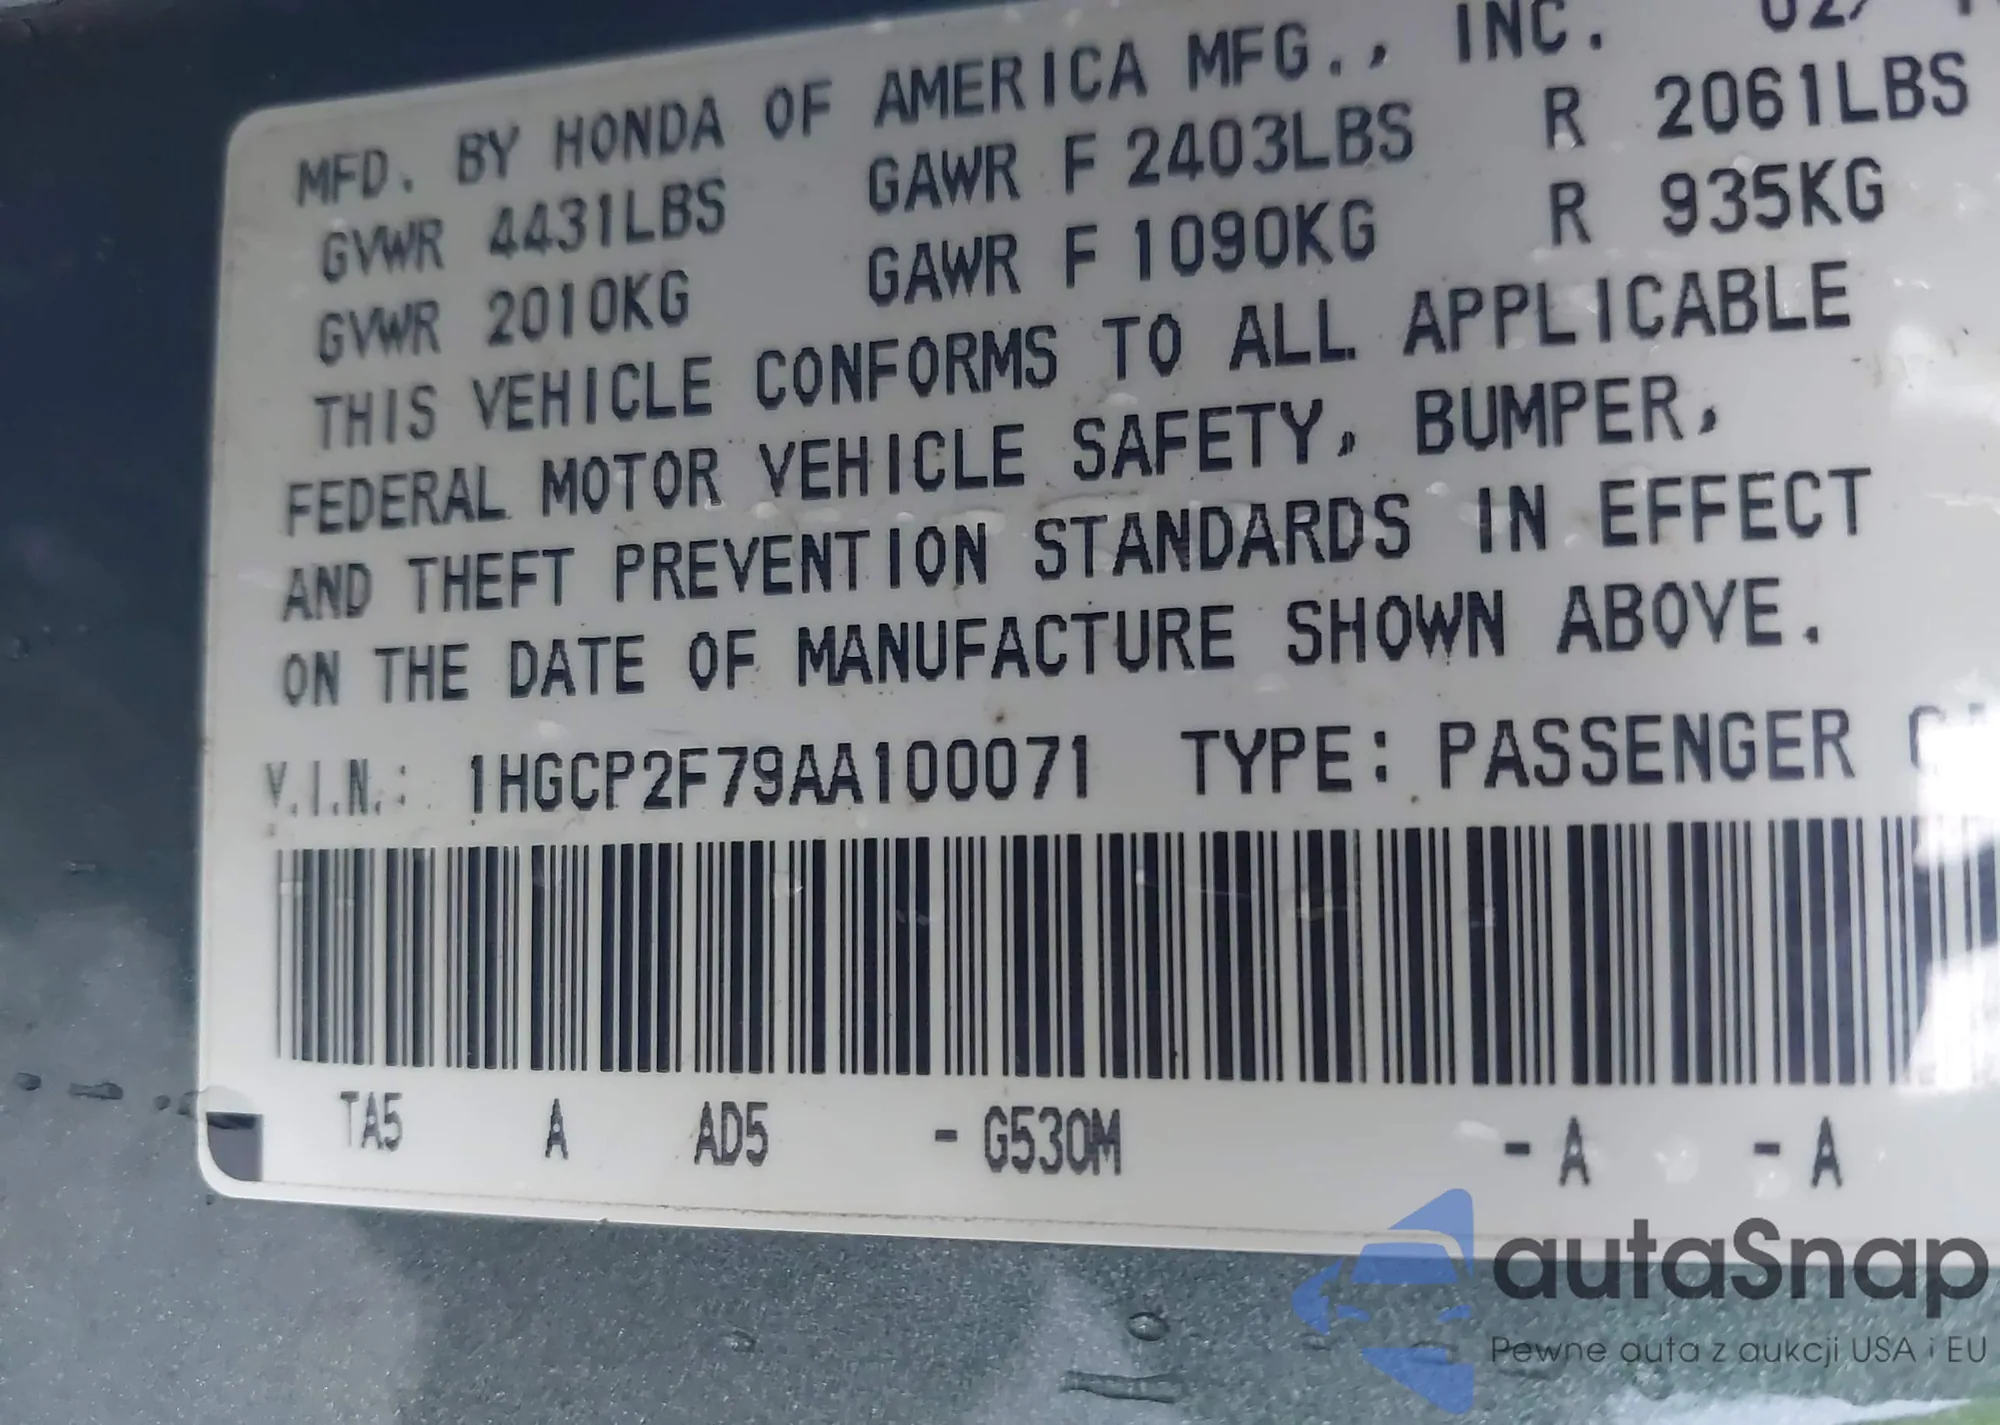 MFD. BY HONDA OF AMERICA MFG., INC. 02/
GVWR 4431LBS GAWR F 2403LBS R 2061LBS
GVWR 2010KG GAWR F 1090KG R 935KG
THIS VEHICLE CONFORMS TO ALL APPLICABLE
FEDERAL MOTOR VEHICLE SAFETY, BUMPER,
AND THEFT PREVENTION STANDARDS IN EFFECT
ON THE DATE OF MANUFACTURE SHOWN ABOVE.
V.I.N.: 1HGCP2F79AA100071 TYPE: PASSENGER
TA5 A AD5 - G530M - A - A
autaSnap
Pewne auta z aukcji USA i EU